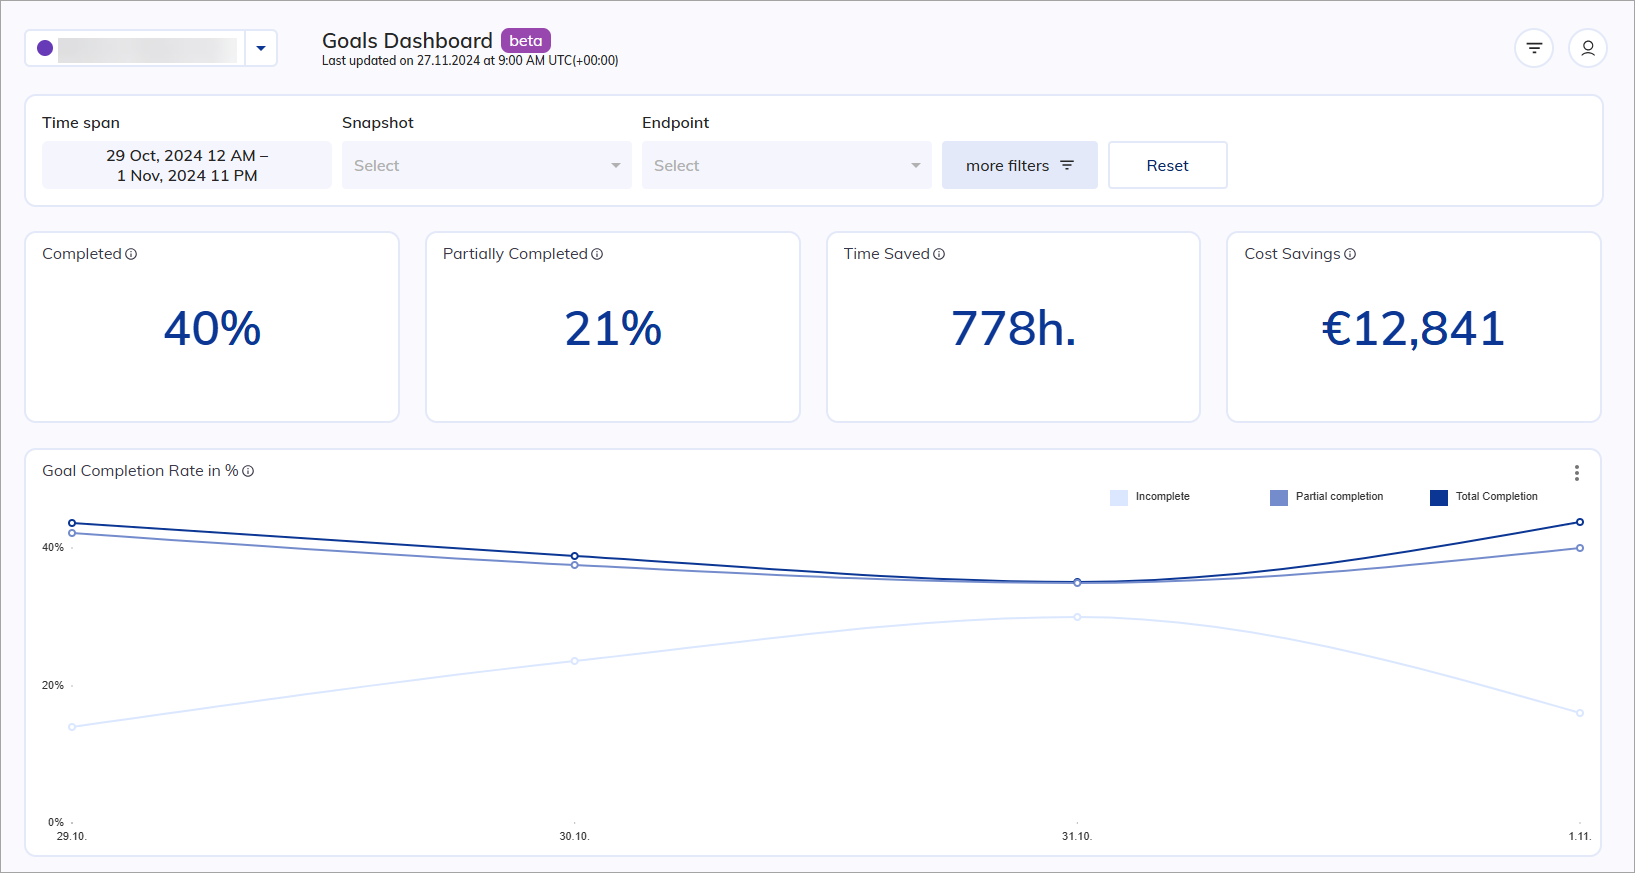 Goals Dashboard beta
Last updated on 27.11.2024 at 9:00 AM UTC(+00:00)
Time span
Snapshot
Endpoint
29 Oct, 2024 12 AM –
1 Nov, 2024 11 PM
Select
Select
more filters
Reset
Completed
Partially Completed
Time Saved
Cost Savings
40%
21%
778h.
€12,841
Goal Completion Rate in %
Incomplete
Partial completion
Total Completion
40%
20%
0%
29.10.
30.10.
31.10.
1.11.